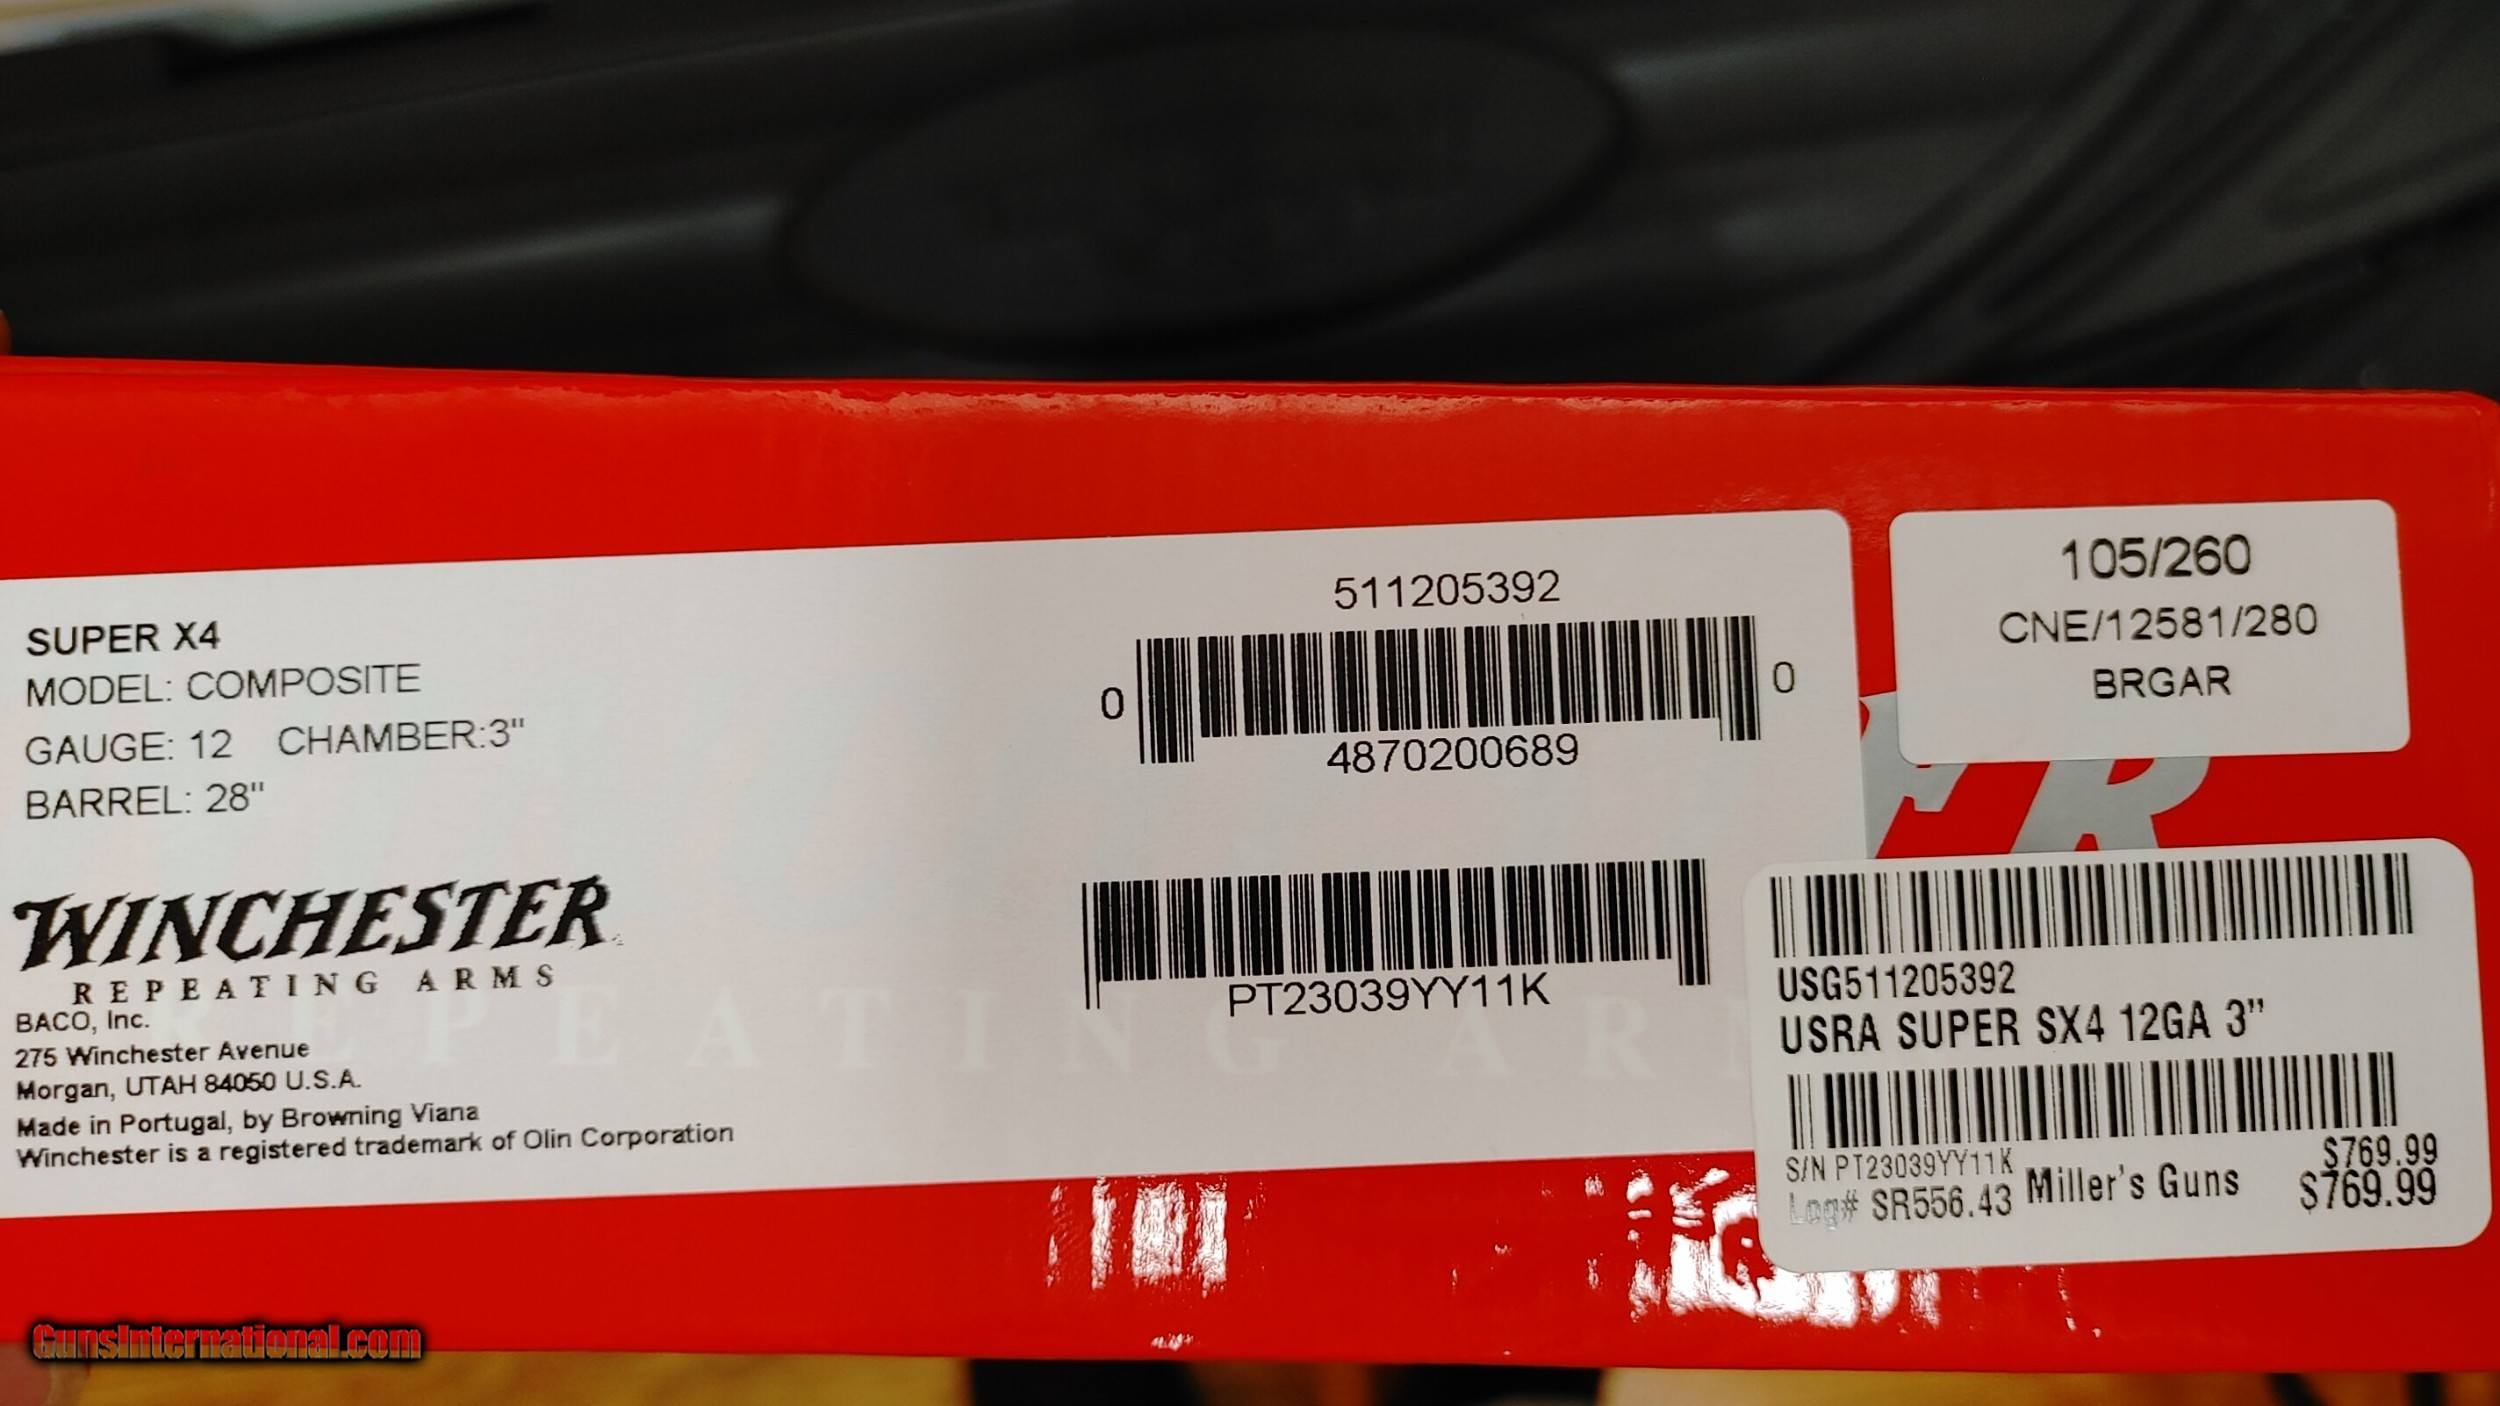 SUPER X4
MODEL: COMPOSITE
GAUGE: 12 CHAMBER:3"
BARREL: 28"
WINCHESTER
REPEATING ARMS
BACO, Inc.
275 Winchester Avenue
Morgan, UTAH 84050 U.S.A.
Made in Portugal, by Browning Viana
Winchester is a registered trademark of Olin Corporation
511205392
0 4870200689 0
PT23039YY11K
105/260
CNE/12581/280
BRGAR
ER
REPEATING ARM
USG511205392
USRA SUPER SX4 12GA 3"
S/N PT23039YY11K $769.99
Log# SR556.43 Miller's Guns $769.99
GunsInternational.com